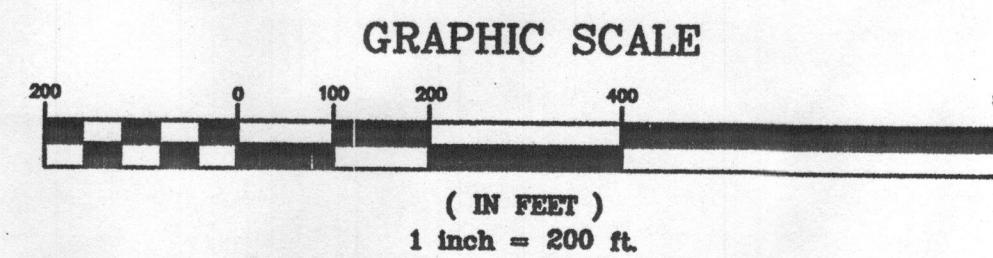 GRAPHIC SCALE
200 0 100 200 400
( IN FEET )
1 inch = 200 ft.